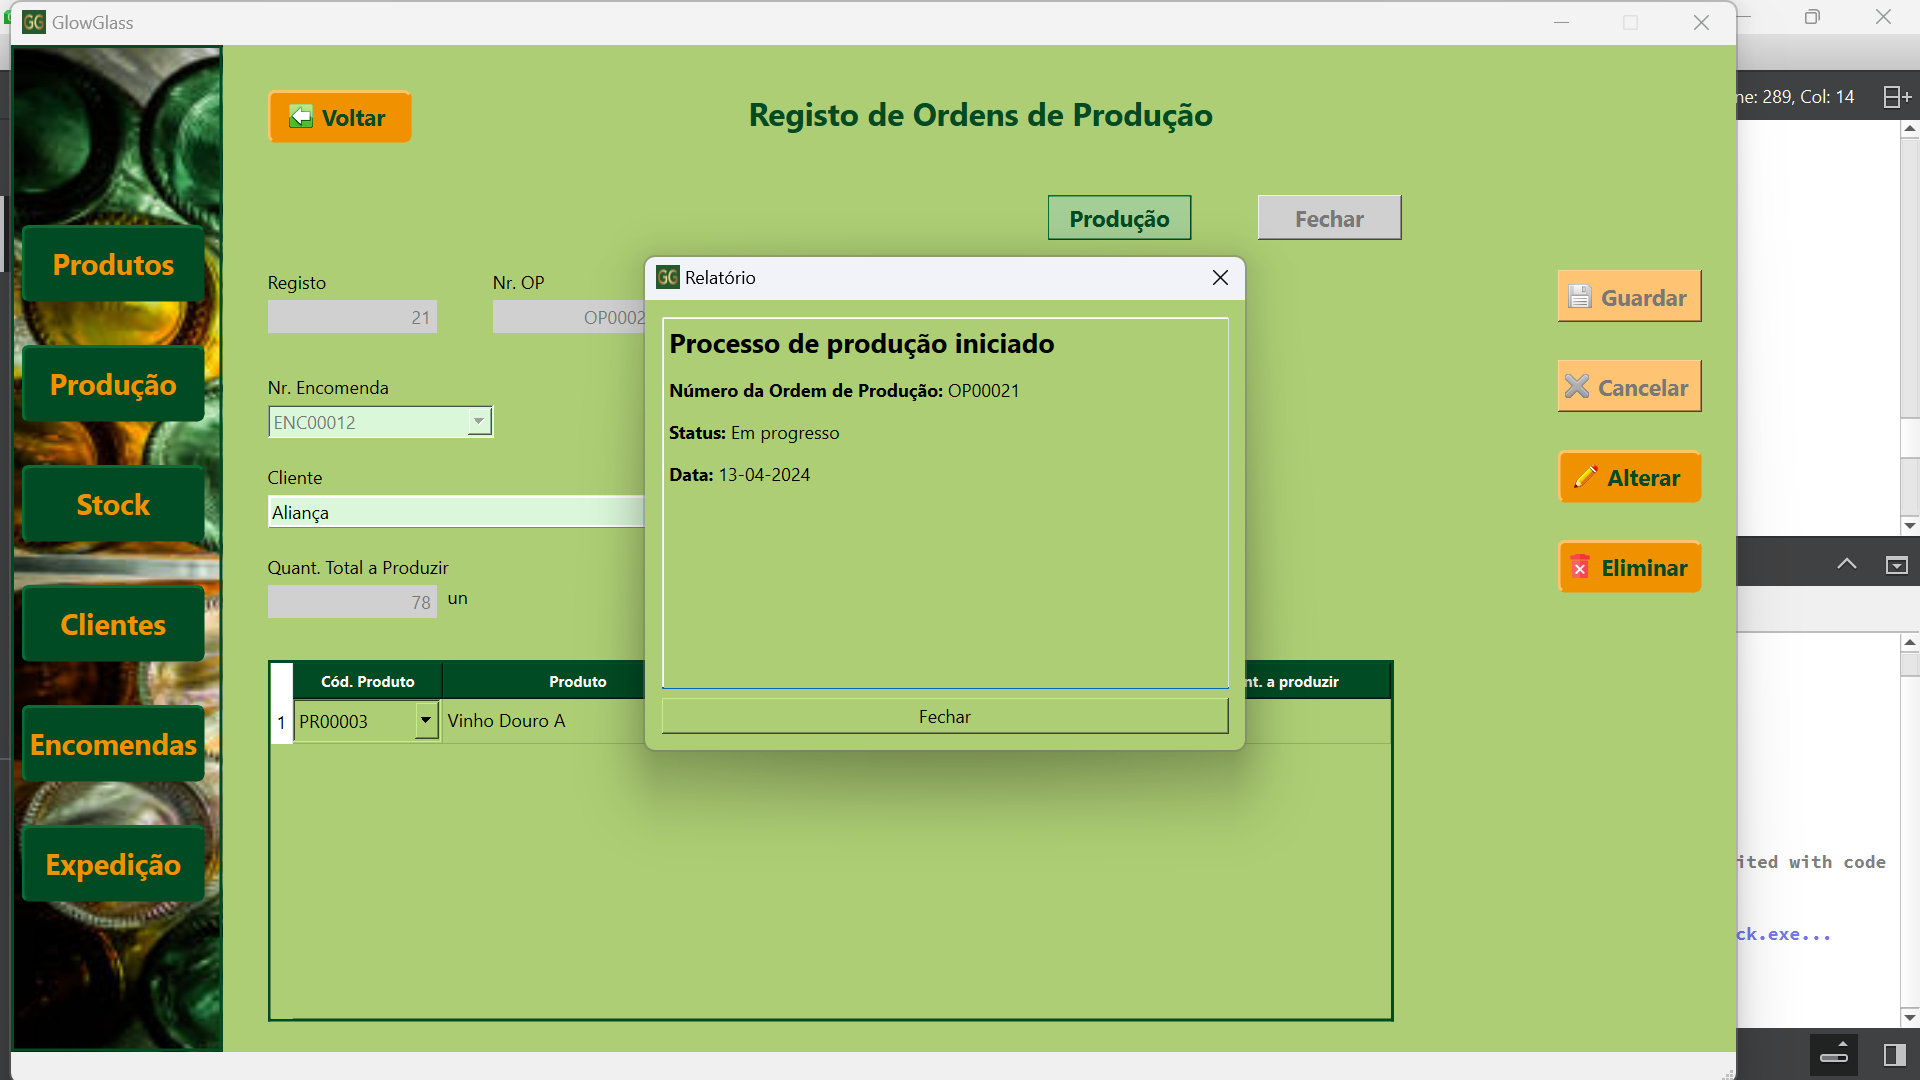 GG GlowGlass
Voltar
Registo de Ordens de Produção
ne: 289, Col: 14
Produção
Fechar
Produtos
Produção
Stock
Clientes
Encomendas
Expedição
Registo
21
Nr. OP
OP0002
Nr. Encomenda
ENC00012
Cliente
Aliança
Quant. Total a Produzir
78 un
Guardar
Cancelar
Alterar
Eliminar
GG Relatório
Processo de produção iniciado
Número da Ordem de Produção: OP00021
Status: Em progresso
Data: 13-04-2024
Fechar
Cód. Produto Produto nt. a produzir
1 PR00003 Vinho Douro A
ited with code
ck.exe...